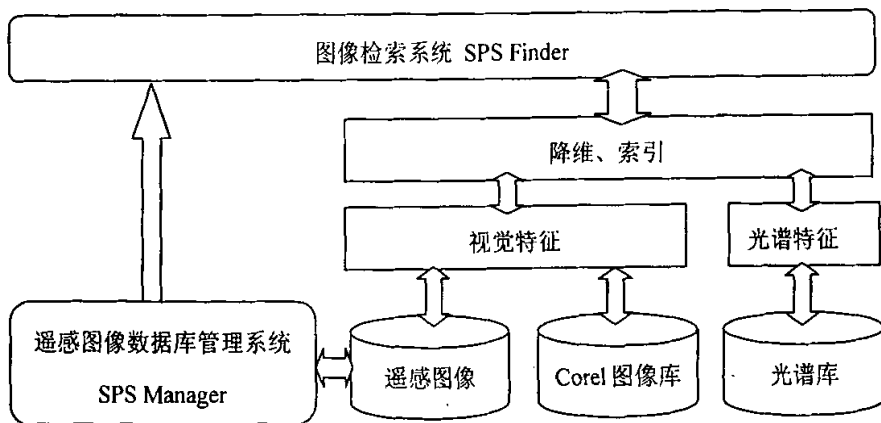 图像检索系统 SPS Finder
降维、索引
视觉特征
光谱特征
遥感图像数据库管理系统
SPS Manager
遥感图像
Corel 图像库
光谱库